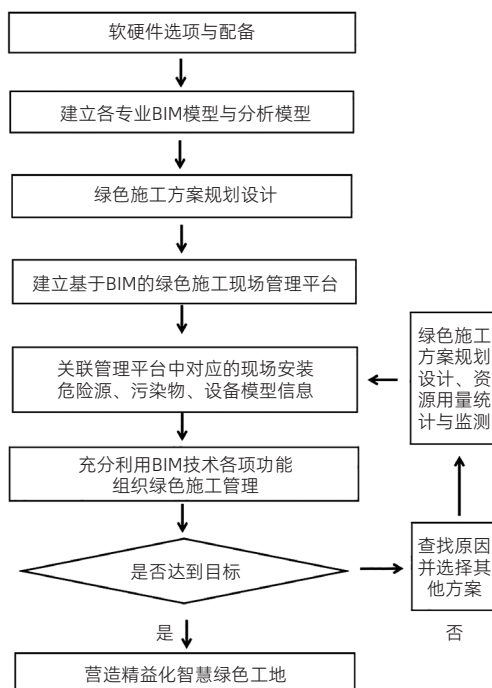 软硬件选项与配备
建立各专业BIM模型与分析模型
绿色施工方案规划设计
建立基于BIM的绿色施工现场管理平台
关联管理平台中对应的现场安装
危险源、污染物、设备模型信息
充分利用BIM技术各项功能
组织绿色施工管理
是否达到目标
是
营造精益化智慧绿色工地
绿色施工
方案规划
设计、资
源用量统
计与监测
查找原因
并选择其
他方案
否